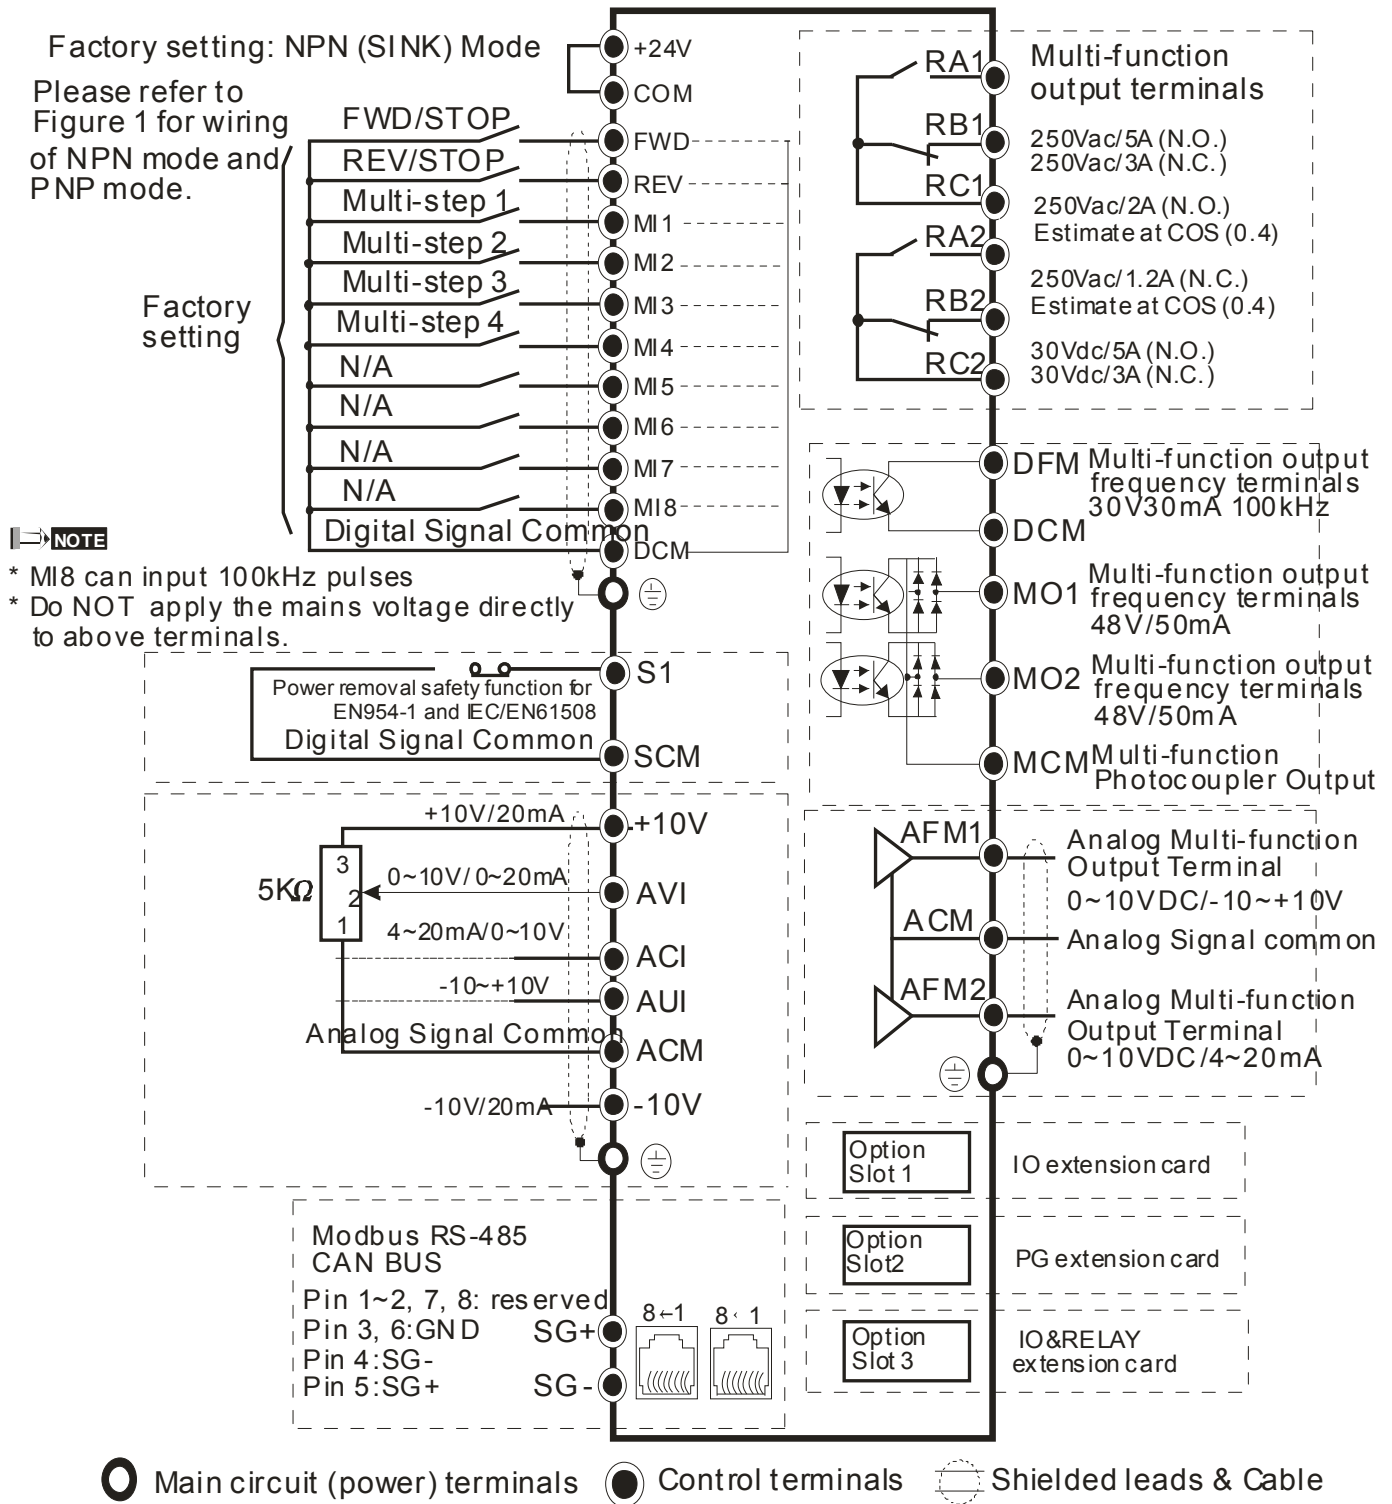 Factory setting: NPN (SINK) Mode
Please refer to
Figure 1 for wiring
of NPN mode and
PNP mode.
+24V
COM
FWD/STOP
FWD
REV/STOP
REV
Multi-step 1
MI1
Multi-step 2
MI2
Multi-step 3
MI3
Multi-step 4
MI4
N/A
MI5
N/A
MI6
N/A
MI7
N/A
MI8
Digital Signal Common
DCM
Factory
setting
NOTE
* MI8 can input 100kHz pulses
* Do NOT apply the mains voltage directly
to above terminals.
S1
Power removal safety function for
EN954-1 and IEC/EN61508
Digital Signal Common
SCM
+10V/20mA
+10V
5KΩ
3
2
1
0~10V/0~20mA
AVI
4~20mA/0~10V
ACI
-10~+10V
AUI
Analog Signal Common
ACM
-10V/20mA
-10V
Modbus RS-485
CAN BUS
Pin 1~2, 7, 8: reserved
Pin 3, 6:GND
Pin 4:SG-
Pin 5:SG+
SG+
SG-
8←1
8‹1
RA1
RB1
RC1
RA2
RB2
RC2
Multi-function
output terminals
250Vac/5A (N.O.)
250Vac/3A (N.C.)
250Vac/2A (N.O.)
Estimate at COS (0.4)
250Vac/1.2A (N.C.)
Estimate at COS (0.4)
30Vdc/5A (N.O.)
30Vdc/3A (N.C.)
DFM
Multi-function output
frequency terminals
30V30mA 100kHz
DCM
MO1
Multi-function output
frequency terminals
48V/50mA
MO2
Multi-function output
frequency terminals
48V/50mA
MCM
Multi-function
Photocoupler Output
AFM1
Analog Multi-function
Output Terminal
0~10VDC/-10~+10V
ACM
Analog Signal common
AFM2
Analog Multi-function
Output Terminal
0~10VDC/4~20mA
Option
Slot 1
IO extension card
Option
Slot2
PG extension card
Option
Slot 3
IO&RELAY
extension card
Main circuit (power) terminals
Control terminals
Shielded leads & Cable